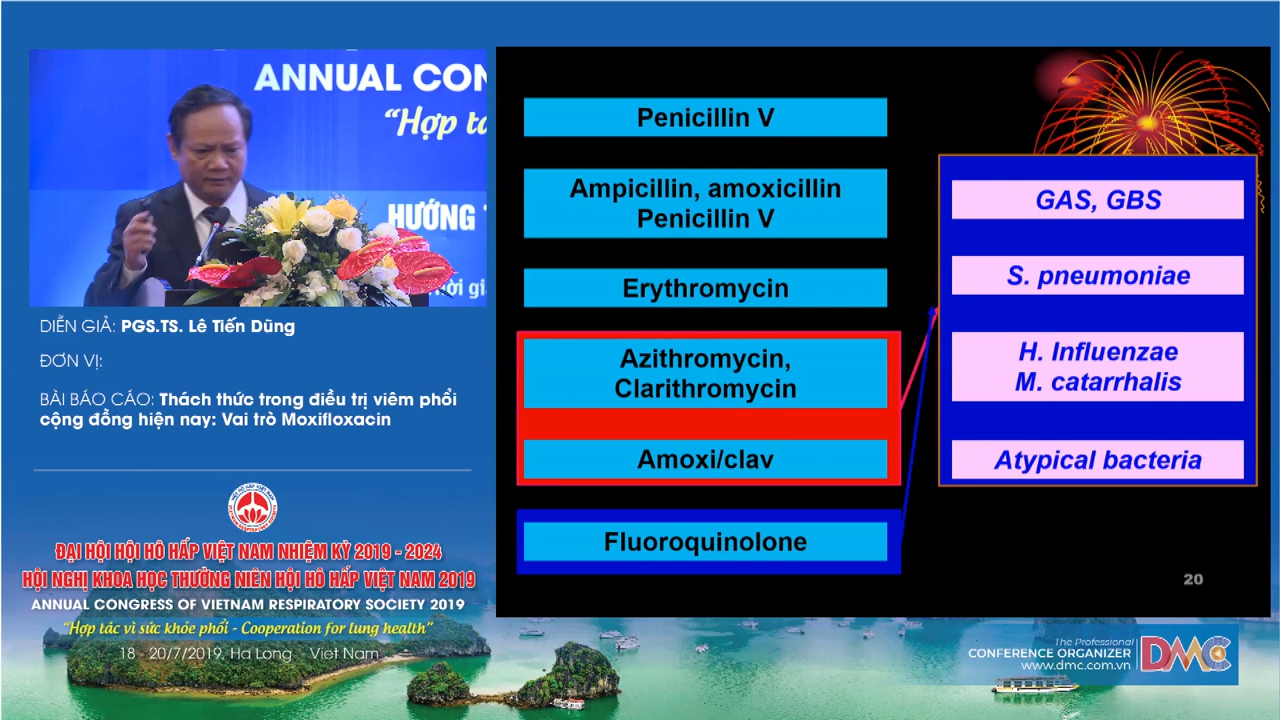 ANNUAL CON
“Hợp tá
HƯỚNG T
hời gi
DIỄN GIẢ: PGS.TS. Lê Tiến Dũng
ĐƠN VỊ:
BÀI BÁO CÁO: Thách thức trong điều trị viêm phổi
cộng đồng hiện nay: Vai trò Moxifloxacin
ĐẠI HỘI HỘI HÔ HẤP VIỆT NAM NHIỆM KỲ 2019 - 2024
HỘI NGHỊ KHOA HỌC THƯỜNG NIÊN HỘI HÔ HẤP VIỆT NAM 2019
ANNUAL CONGRESS OF VIETNAM RESPIRATORY SOCIETY 2019
“Hợp tác vì sức khỏe phổi - Cooperation for lung health”
18 - 20/7/2019, Ha Long Viet Nam
Penicillin V
Ampicillin, amoxicillin
Penicillin V
Erythromycin
Azithromycin,
Clarithromycin
Amoxi/clav
Fluoroquinolone
GAS, GBS
S. pneumoniae
H. Influenzae
M. catarrhalis
Atypical bacteria
20
The Professional
CONFERENCE ORGANIZER
www.dmc.com.vn
DMC